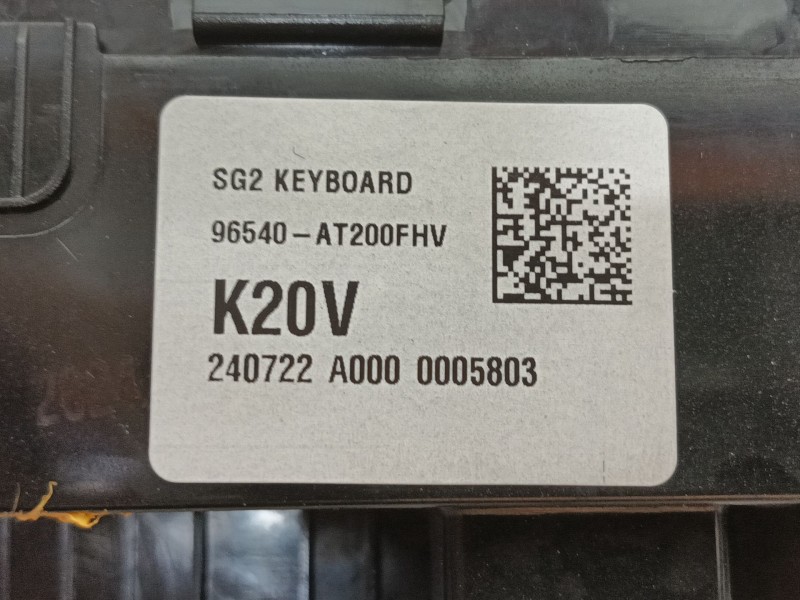 SG2 KEYBOARD
96540-AT200FHV
K20V
240722 A000 0005803